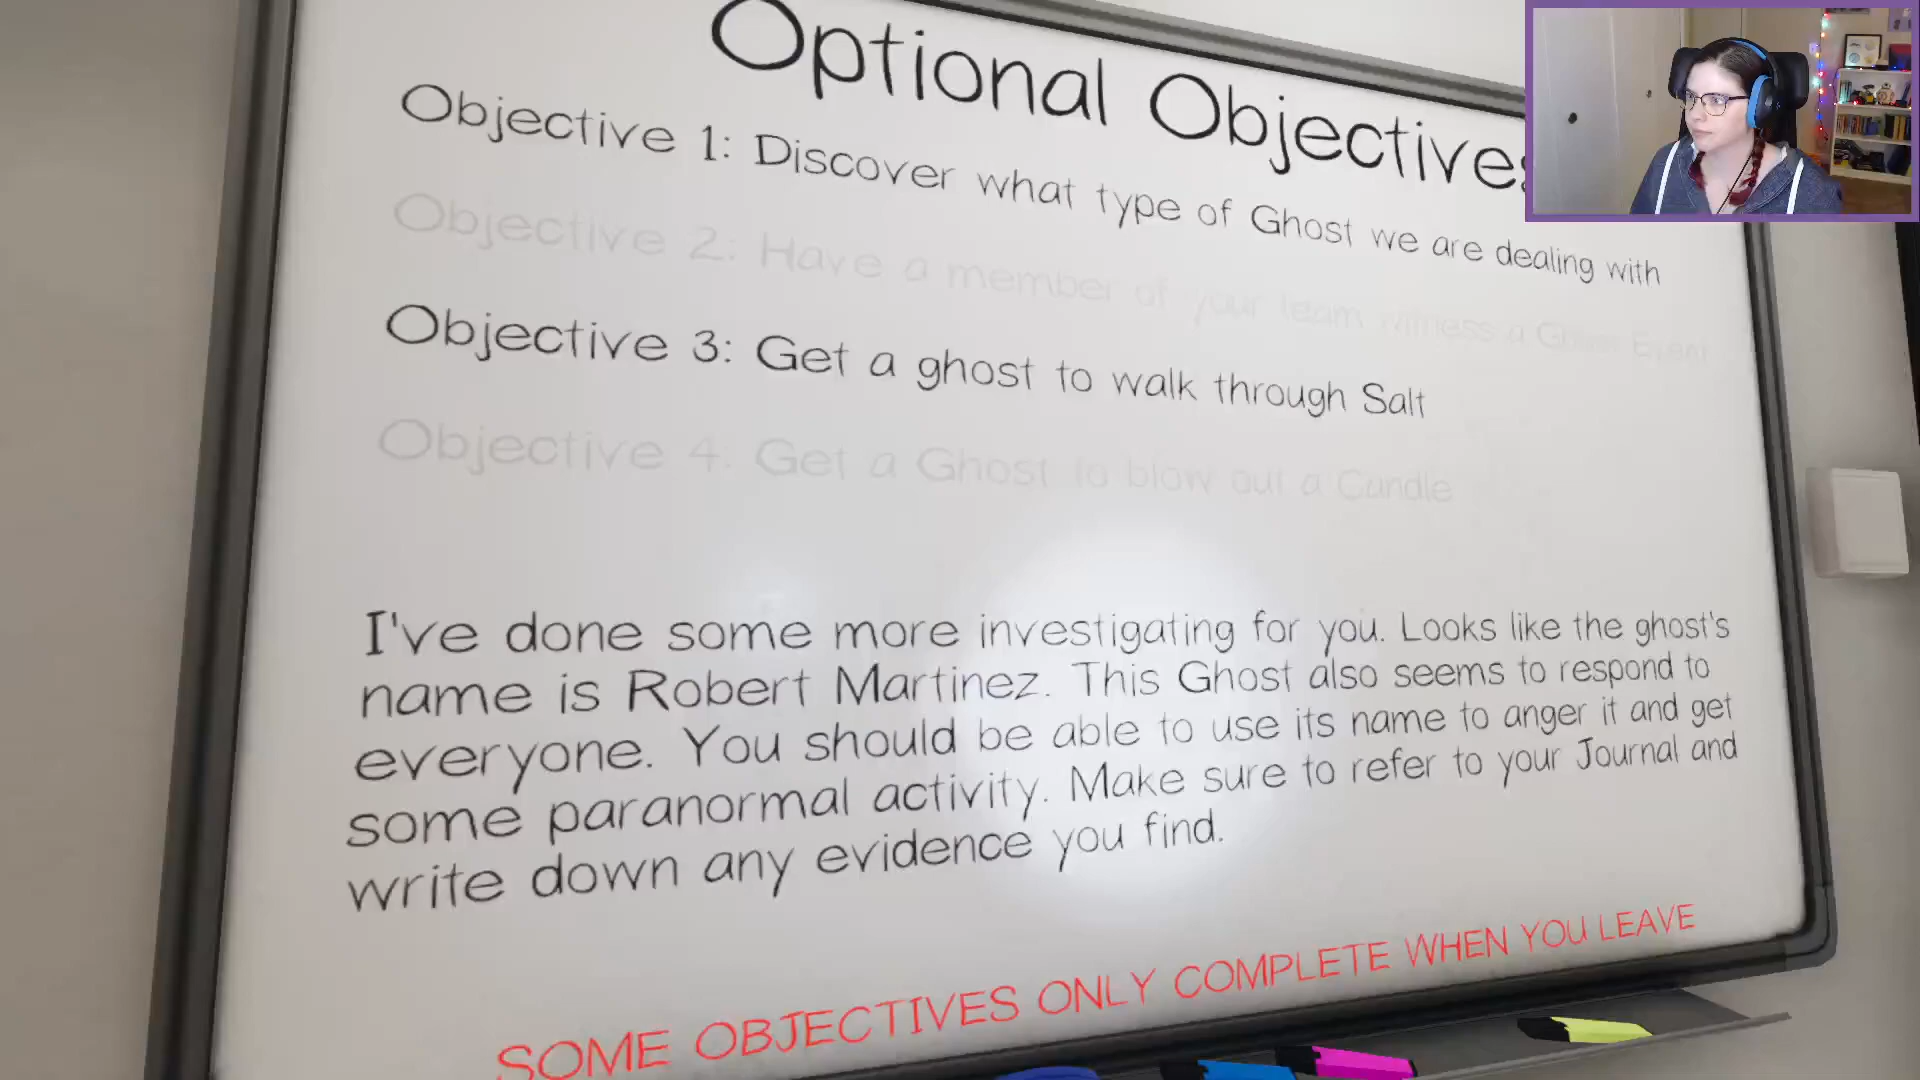 Optional Objectives
Objective 1: Discover what type of Ghost we are dealing with
Objective 2: Have a member of your team witness a Ghost Event
Objective 3: Get a ghost to walk through Salt
Objective 4: Get a Ghost to blow out a Candle
I've done some more investigating for you. Looks like the ghost's
name is Robert Martinez. This Ghost also seems to respond to
everyone. You should be able to use its name to anger it and get
some paranormal activity. Make sure to refer to your Journal and
write down any evidence you find.
SOME OBJECTIVES ONLY COMPLETE WHEN YOU LEAVE